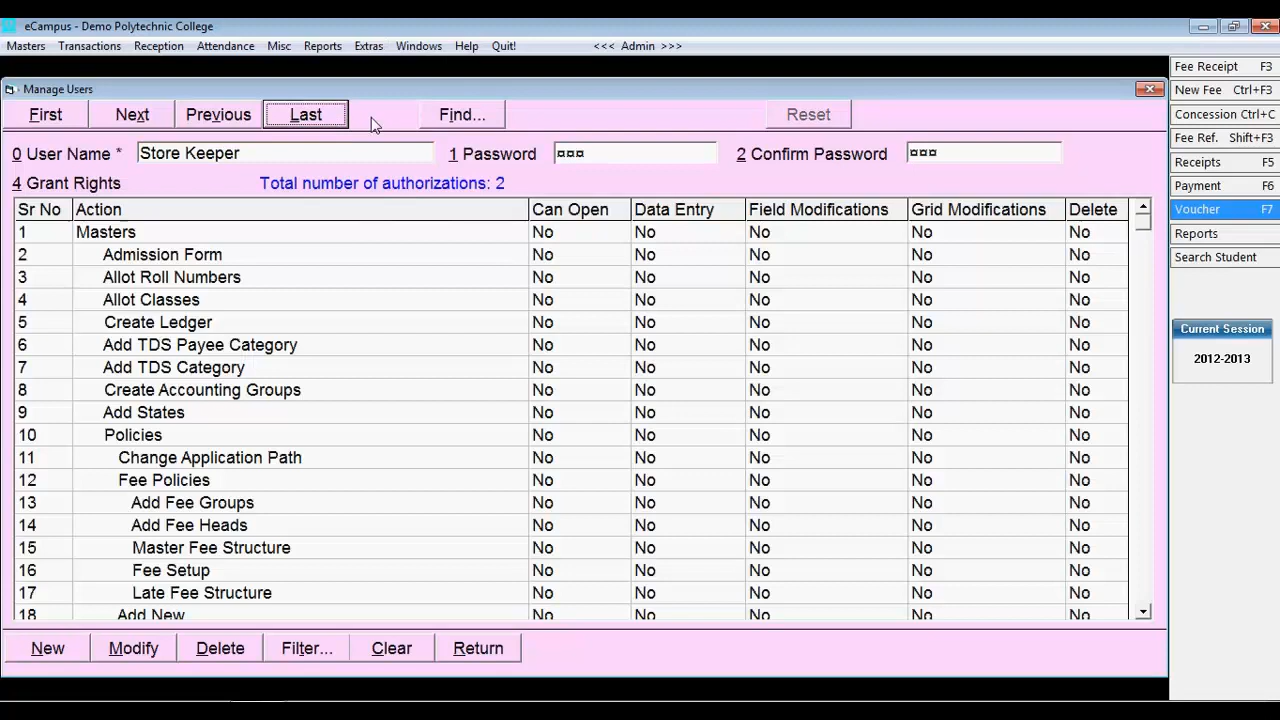 eCampus - Demo Polytechnic College
Masters Transactions Reception Attendance Misc Reports Extras Windows Help Quit! <<< Admin >>>
Manage Users
First Next Previous Last Find... Reset
0 User Name * Store Keeper 1 Password ¤¤¤ 2 Confirm Password ¤¤¤
4 Grant Rights Total number of authorizations: 2
Sr No Action Can Open Data Entry Field Modifications Grid Modifications Delete
1 Masters No No No No No
2 Admission Form No No No No No
3 Allot Roll Numbers No No No No No
4 Allot Classes No No No No No
5 Create Ledger No No No No No
6 Add TDS Payee Category No No No No No
7 Add TDS Category No No No No No
8 Create Accounting Groups No No No No No
9 Add States No No No No No
10 Policies No No No No No
11 Change Application Path No No No No No
12 Fee Policies No No No No No
13 Add Fee Groups No No No No No
14 Add Fee Heads No No No No No
15 Master Fee Structure No No No No No
16 Fee Setup No No No No No
17 Late Fee Structure No No No No No
18 Add New No No No No No
New Modify Delete Filter... Clear Return
Fee Receipt F3
New Fee Ctrl+F3
Concession Ctrl+C
Fee Ref. Shift+F3
Receipts F5
Payment F6
Voucher F7
Reports
Search Student
Current Session
2012-2013